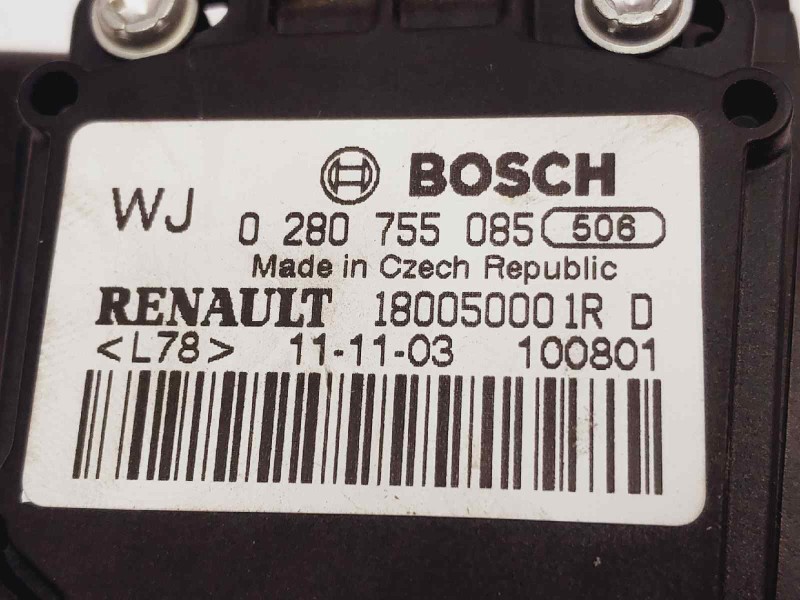 BOSCH
WJ 0 280 755 085 506
Made in Czech Republic
RENAULT 180050001R D
<L78> 11-11-03 100801